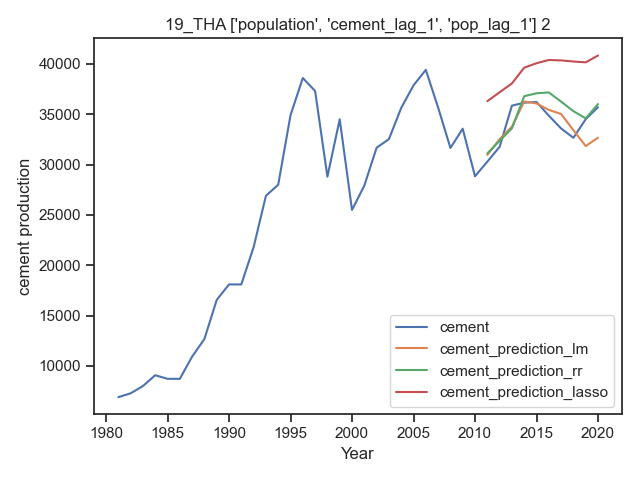 19_THA ['population', 'cement_lag_1', 'pop_lag_1'] 2
cement production
40000
35000
30000
25000
20000
15000
10000
cement
cement_prediction_lm
cement_prediction_rr
cement_prediction_lasso
1980 1985 1990 1995 2000 2005 2010 2015 2020
Year